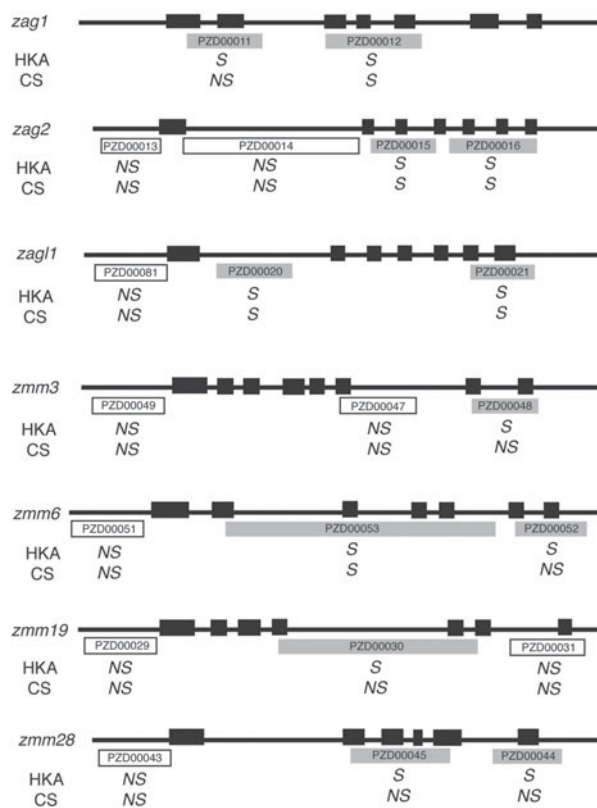 zag1
PZD00011 PZD00012
HKA S S
CS NS S
zag2
PZD00013 PZD00014 PZD00015 PZD00016
HKA NS NS S S
CS NS NS S S
zagl1
PZD00081 PZD00020 PZD00021
HKA NS S S
CS NS S S
zmm3
PZD00049 PZD00047 PZD00048
HKA NS NS S
CS NS NS NS
zmm6
PZD00051 PZD00053 PZD00052
HKA NS S S
CS NS S NS
zmm19
PZD00029 PZD00030 PZD00031
HKA NS S NS
CS NS NS NS
zmm28
PZD00043 PZD00045 PZD00044
HKA NS S S
CS NS NS NS